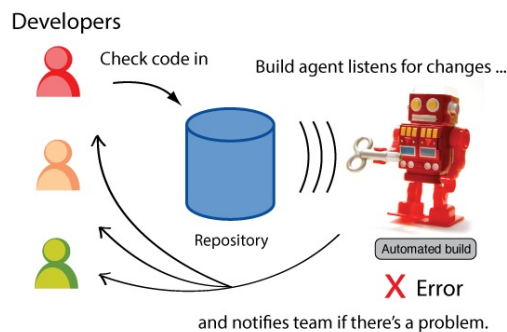 Developers
Check code in
Build agent listens for changes ...
Repository
Automated build
X Error
and notifies team if there's a problem.